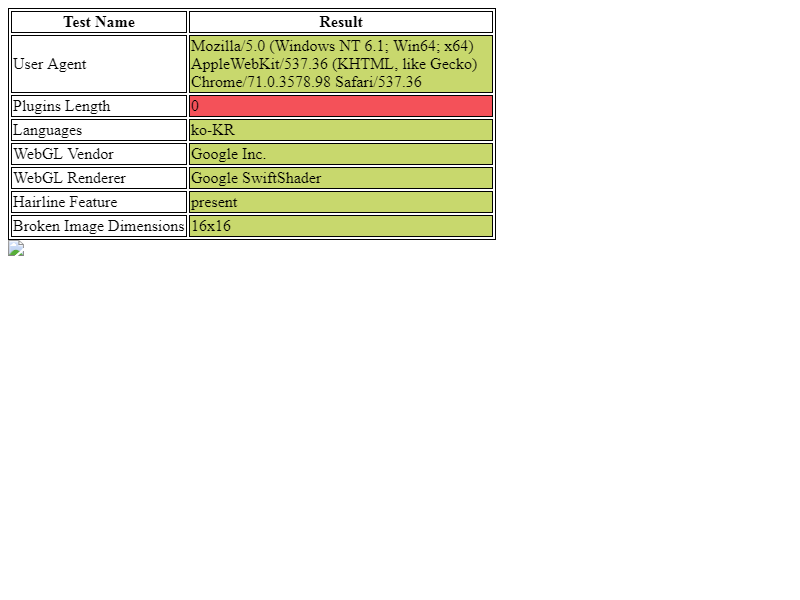 Test Name Result
User Agent
Mozilla/5.0 (Windows NT 6.1; Win64; x64)
AppleWebKit/537.36 (KHTML, like Gecko)
Chrome/71.0.3578.98 Safari/537.36
Plugins Length 0
Languages ko-KR
WebGL Vendor Google Inc.
WebGL Renderer Google SwiftShader
Hairline Feature present
Broken Image Dimensions 16x16